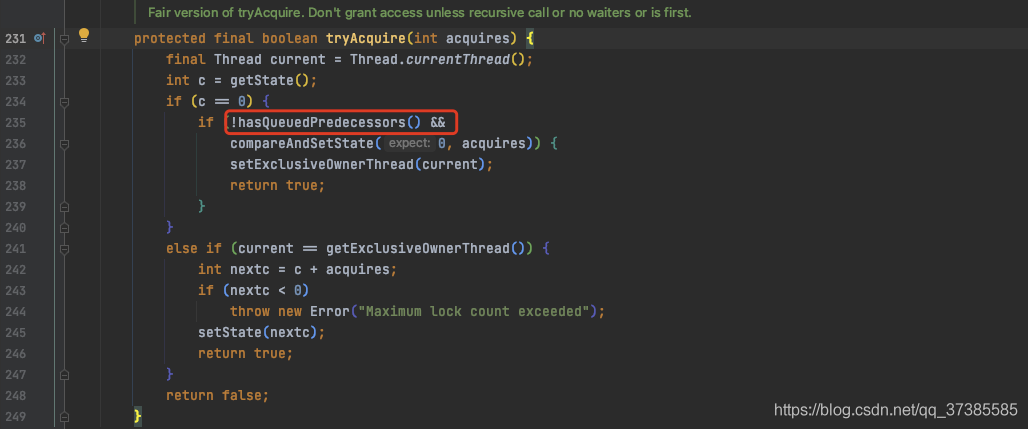 Fair version of tryAcquire. Don't grant access unless recursive call or no waiters or is first.
231 protected final boolean tryAcquire(int acquires) {
232 final Thread current = Thread.currentThread();
233 int c = getState();
234 if (c == 0) {
235 if (!hasQueuedPredecessors() &&
236 compareAndSetState( expect: 0, acquires)) {
237 setExclusiveOwnerThread(current);
238 return true;
239 }
240 }
241 else if (current == getExclusiveOwnerThread()) {
242 int nextc = c + acquires;
243 if (nextc < 0)
244 throw new Error("Maximum lock count exceeded");
245 setState(nextc);
246 return true;
247 }
248 return false;
249 }
https://blog.csdn.net/qq_37385585